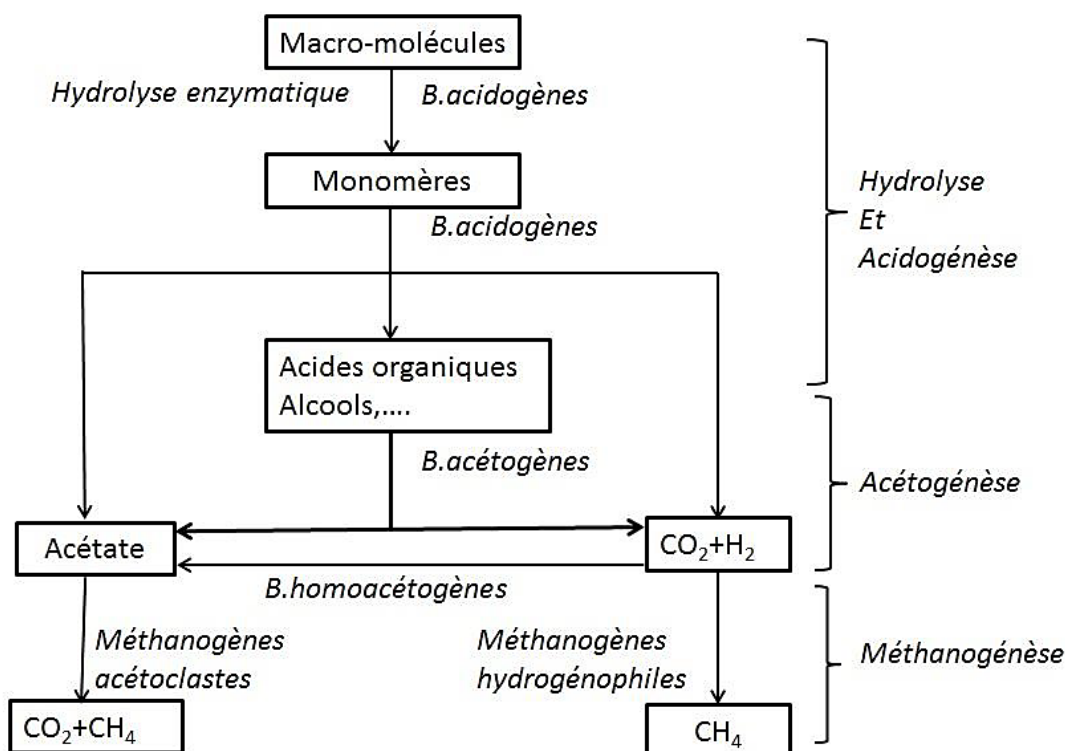 Macro-molécules
Hydrolyse enzymatique
B.acidogènes
Monomères
B.acidogènes
Hydrolyse
Et
Acidogénèse
Acides organiques
Alcools,....
B.acétogènes
Acétogénèse
Acétate
CO₂+H₂
B.homoacétogènes
Méthanogènes
acétoclastes
Méthanogènes
hydrogénophiles
Méthanogénèse
CO₂+CH₄
CH₄